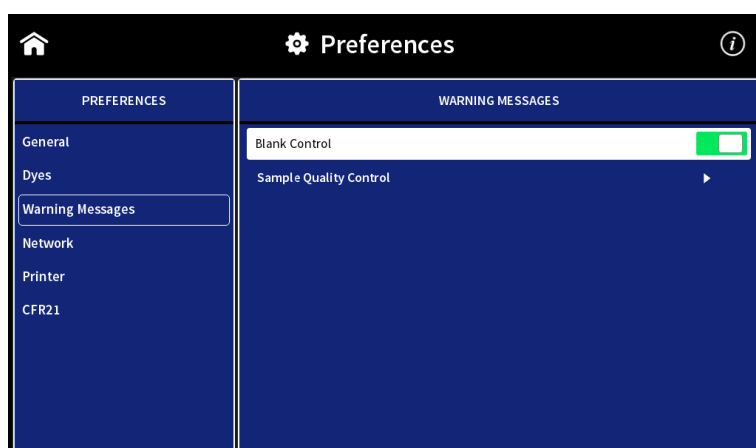 Preferences
PREFERENCES
General
Dyes
Warning Messages
Network
Printer
CFR21
WARNING MESSAGES
Blank Control
Sample Quality Control